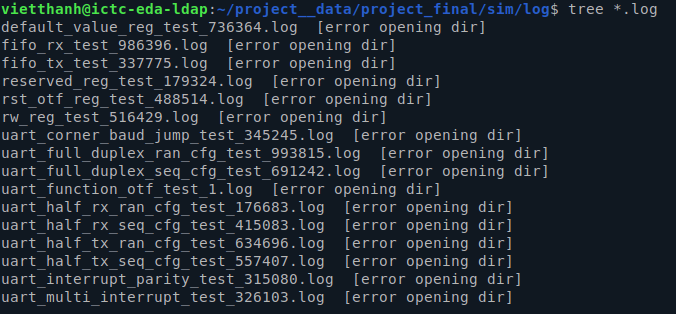 vietthanh@ictc-eda-ldap:~/project__data/project_final/sim/log$ tree *.log
default_value_reg_test_736364.log  [error opening dir]
fifo_rx_test_986396.log  [error opening dir]
fifo_tx_test_337775.log  [error opening dir]
reserved_reg_test_179324.log  [error opening dir]
rst_otf_reg_test_488514.log  [error opening dir]
rw_reg_test_516429.log  [error opening dir]
uart_corner_baud_jump_test_345245.log  [error opening dir]
uart_full_duplex_ran_cfg_test_993815.log  [error opening dir]
uart_full_duplex_seq_cfg_test_691242.log  [error opening dir]
uart_function_otf_test_1.log  [error opening dir]
uart_half_rx_ran_cfg_test_176683.log  [error opening dir]
uart_half_rx_seq_cfg_test_415083.log  [error opening dir]
uart_half_tx_ran_cfg_test_634696.log  [error opening dir]
uart_half_tx_seq_cfg_test_557407.log  [error opening dir]
uart_interrupt_parity_test_315080.log  [error opening dir]
uart_multi_interrupt_test_326103.log  [error opening dir]